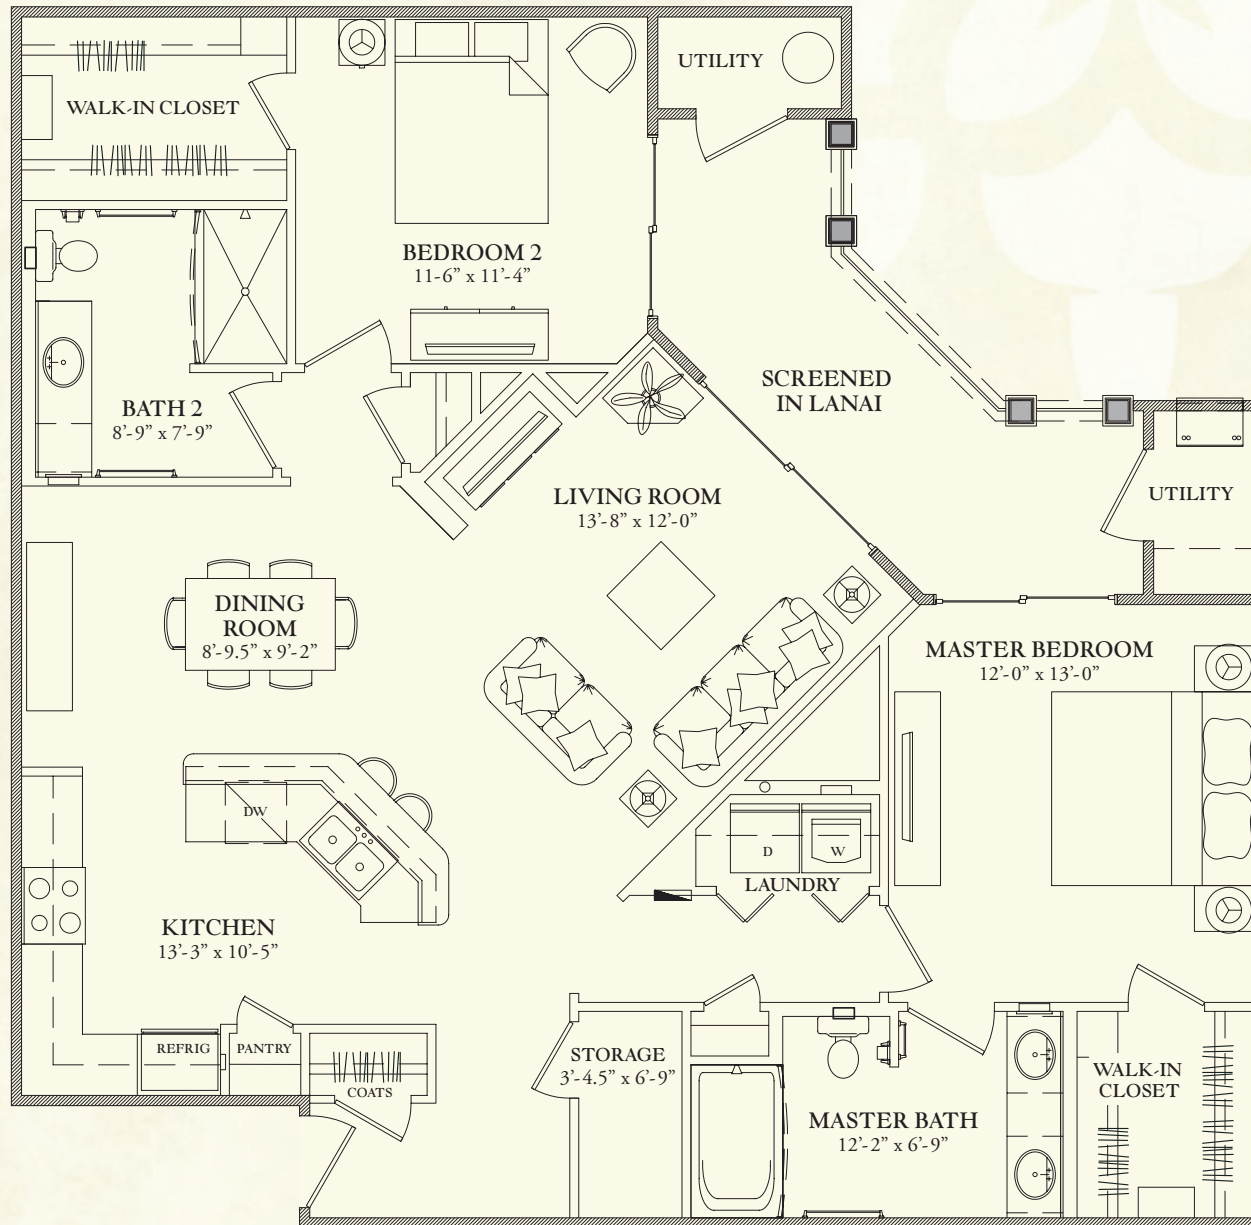 UTILITY
WALK-IN CLOSET
BEDROOM 2
11-6” x 11’-4”
SCREENED
IN LANAI
BATH 2
8’-9” x 7’-9”
LIVING ROOM
13’-8” x 12’-0”
UTILITY
DINING
ROOM
8’-9.5” x 9’-2”
MASTER BEDROOM
12’-0” x 13’-0”
DW
D
W
LAUNDRY
KITCHEN
13’-3” x 10’-5”
REFRIG
PANTRY
COATS
STORAGE
3’-4.5” x 6’-9”
WALK-IN
CLOSET
MASTER BATH
12’-2” x 6’-9”